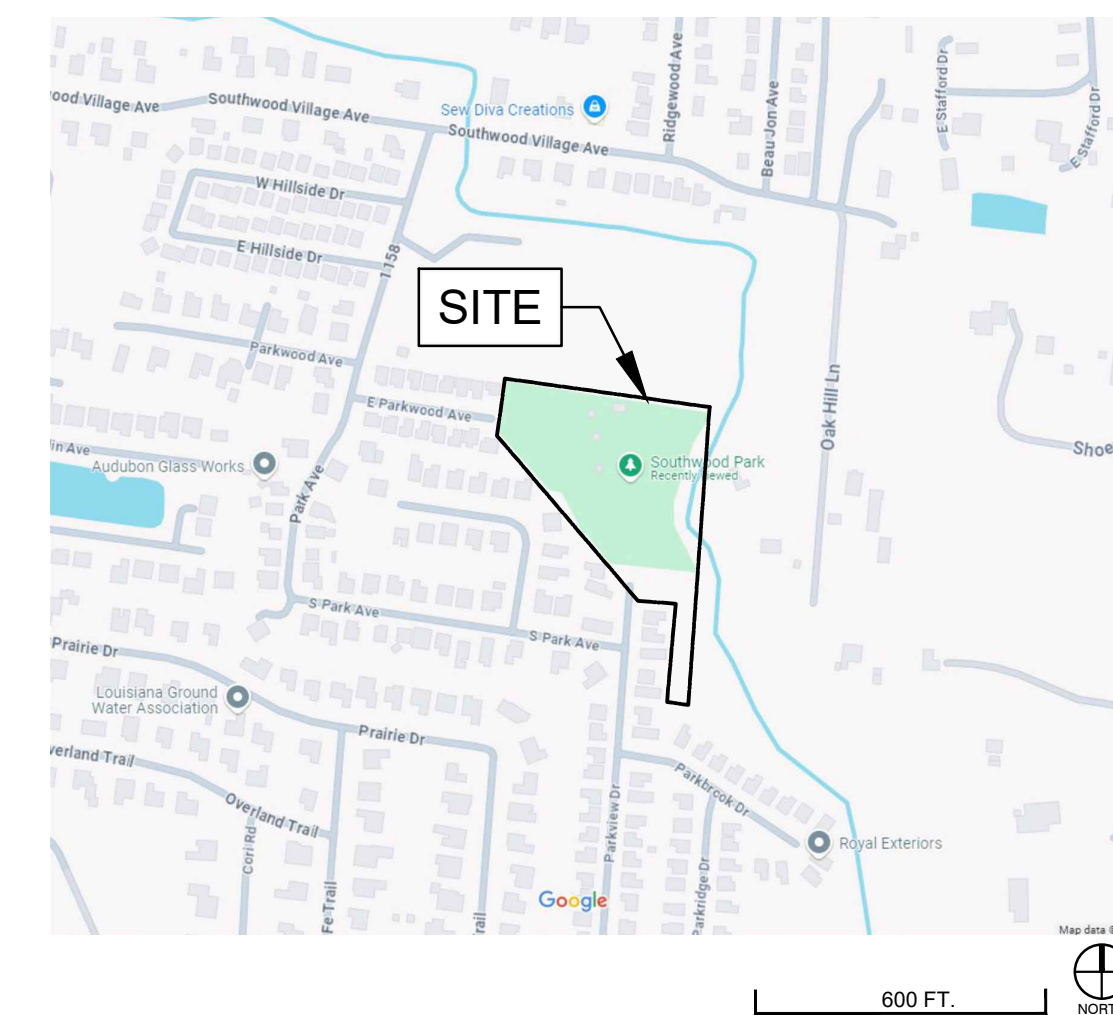 E Stafford Dr
Ridgewood Ave
Beau Jon Ave
E Stafford Dr
ood Village Ave
Southwood Village Ave
Sew Diva Creations
Southwood Village Ave
W Hillside Dr
E Hillside Dr
1158
SITE
Parkwood Ave
E Parkwood Ave
Oak Hill Ln
in Ave
Audubon Glass Works
Southwood Park
Recently viewed
Shoe
Park Ave
S Park Ave
S Park Ave
Prairie Dr
Louisiana Ground
Water Association
Prairie Dr
verland Trail
Overland Trail
Parkbrook Dr
Cori Rd
Parkview Dr
Royal Exteriors
Parkridge Dr
Fe Trail
rail
Google
Map data ©
600 FT.
NORT